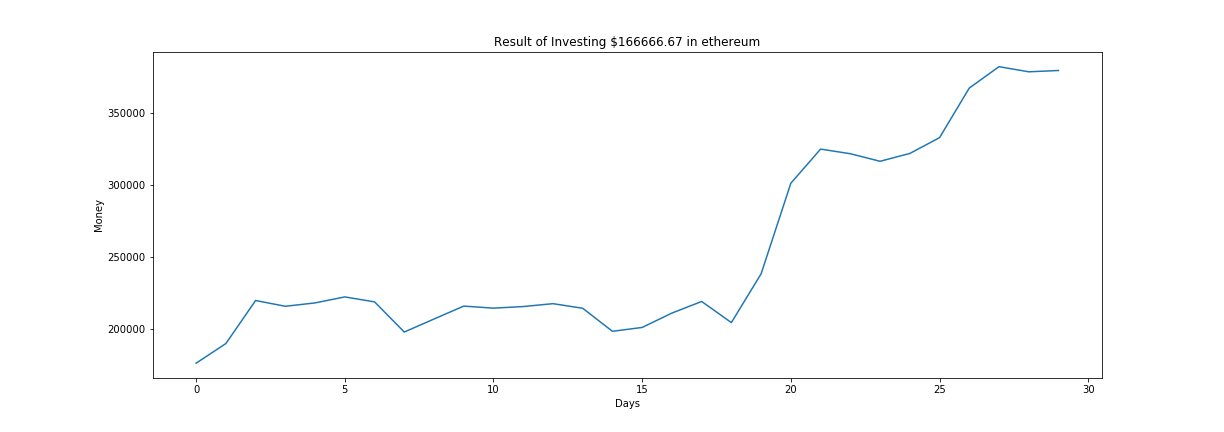 Result of Investing $166666.67 in ethereum
350000
300000
250000
200000
Money
0 5 10 15 20 25 30
Days